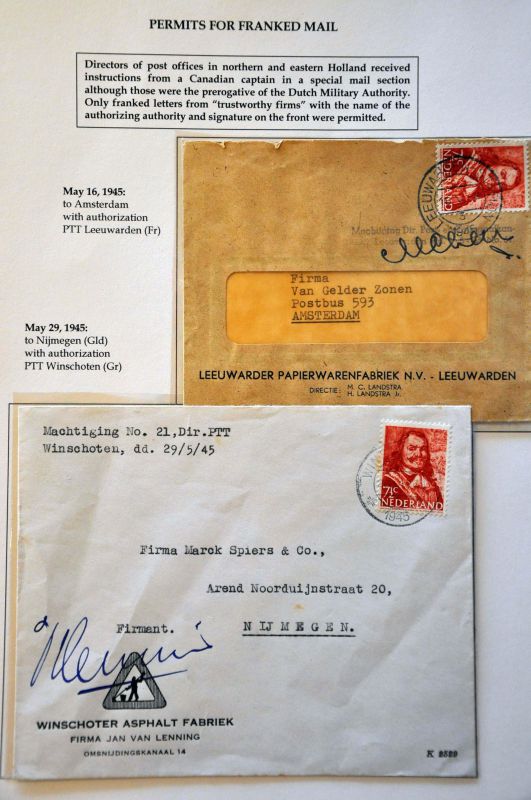 PERMITS FOR FRANKED MAIL
Directors of post offices in northern and eastern Holland received
instructions from a Canadian captain in a special mail section
although those were the prerogative of the Dutch Military Authority.
Only franked letters from “trustworthy firms” with the name of the
authorizing authority and signature on the front were permitted.
May 16, 1945:
to Amsterdam
with authorization
PTT Leeuwarden (Fr)
Machtiging Dir.
Firma
Van Gelder Zonen
Postbus 593
AMSTERDAM
LEEUWARDER PAPIERWARENFABRIEK N.V. - LEEUWARDEN
DIRECTIE: M. C. LANDSTRA
H. LANDSTRA Jr.
May 29, 1945:
to Nijmegen (Gld)
with authorization
PTT Winschoten (Gr)
Machtiging No. 21,Dir.PTT
Winschoten, dd. 29/5/45
7½C
NEDERLAND
1945
Firma Marck Spiers & Co.,
Arend Noorduijnstraat 20,
Firmant.
NIJMEGEN.
WINSCHOTER ASPHALT FABRIEK
FIRMA JAN VAN LENNING
OMSNIJDINGSKANAAL 14
K 2529